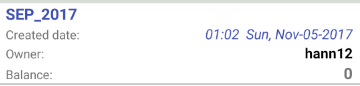 SEP_2017
Created date: 01:02 Sun, Nov-05-2017
Owner: hann12
Balance: 0